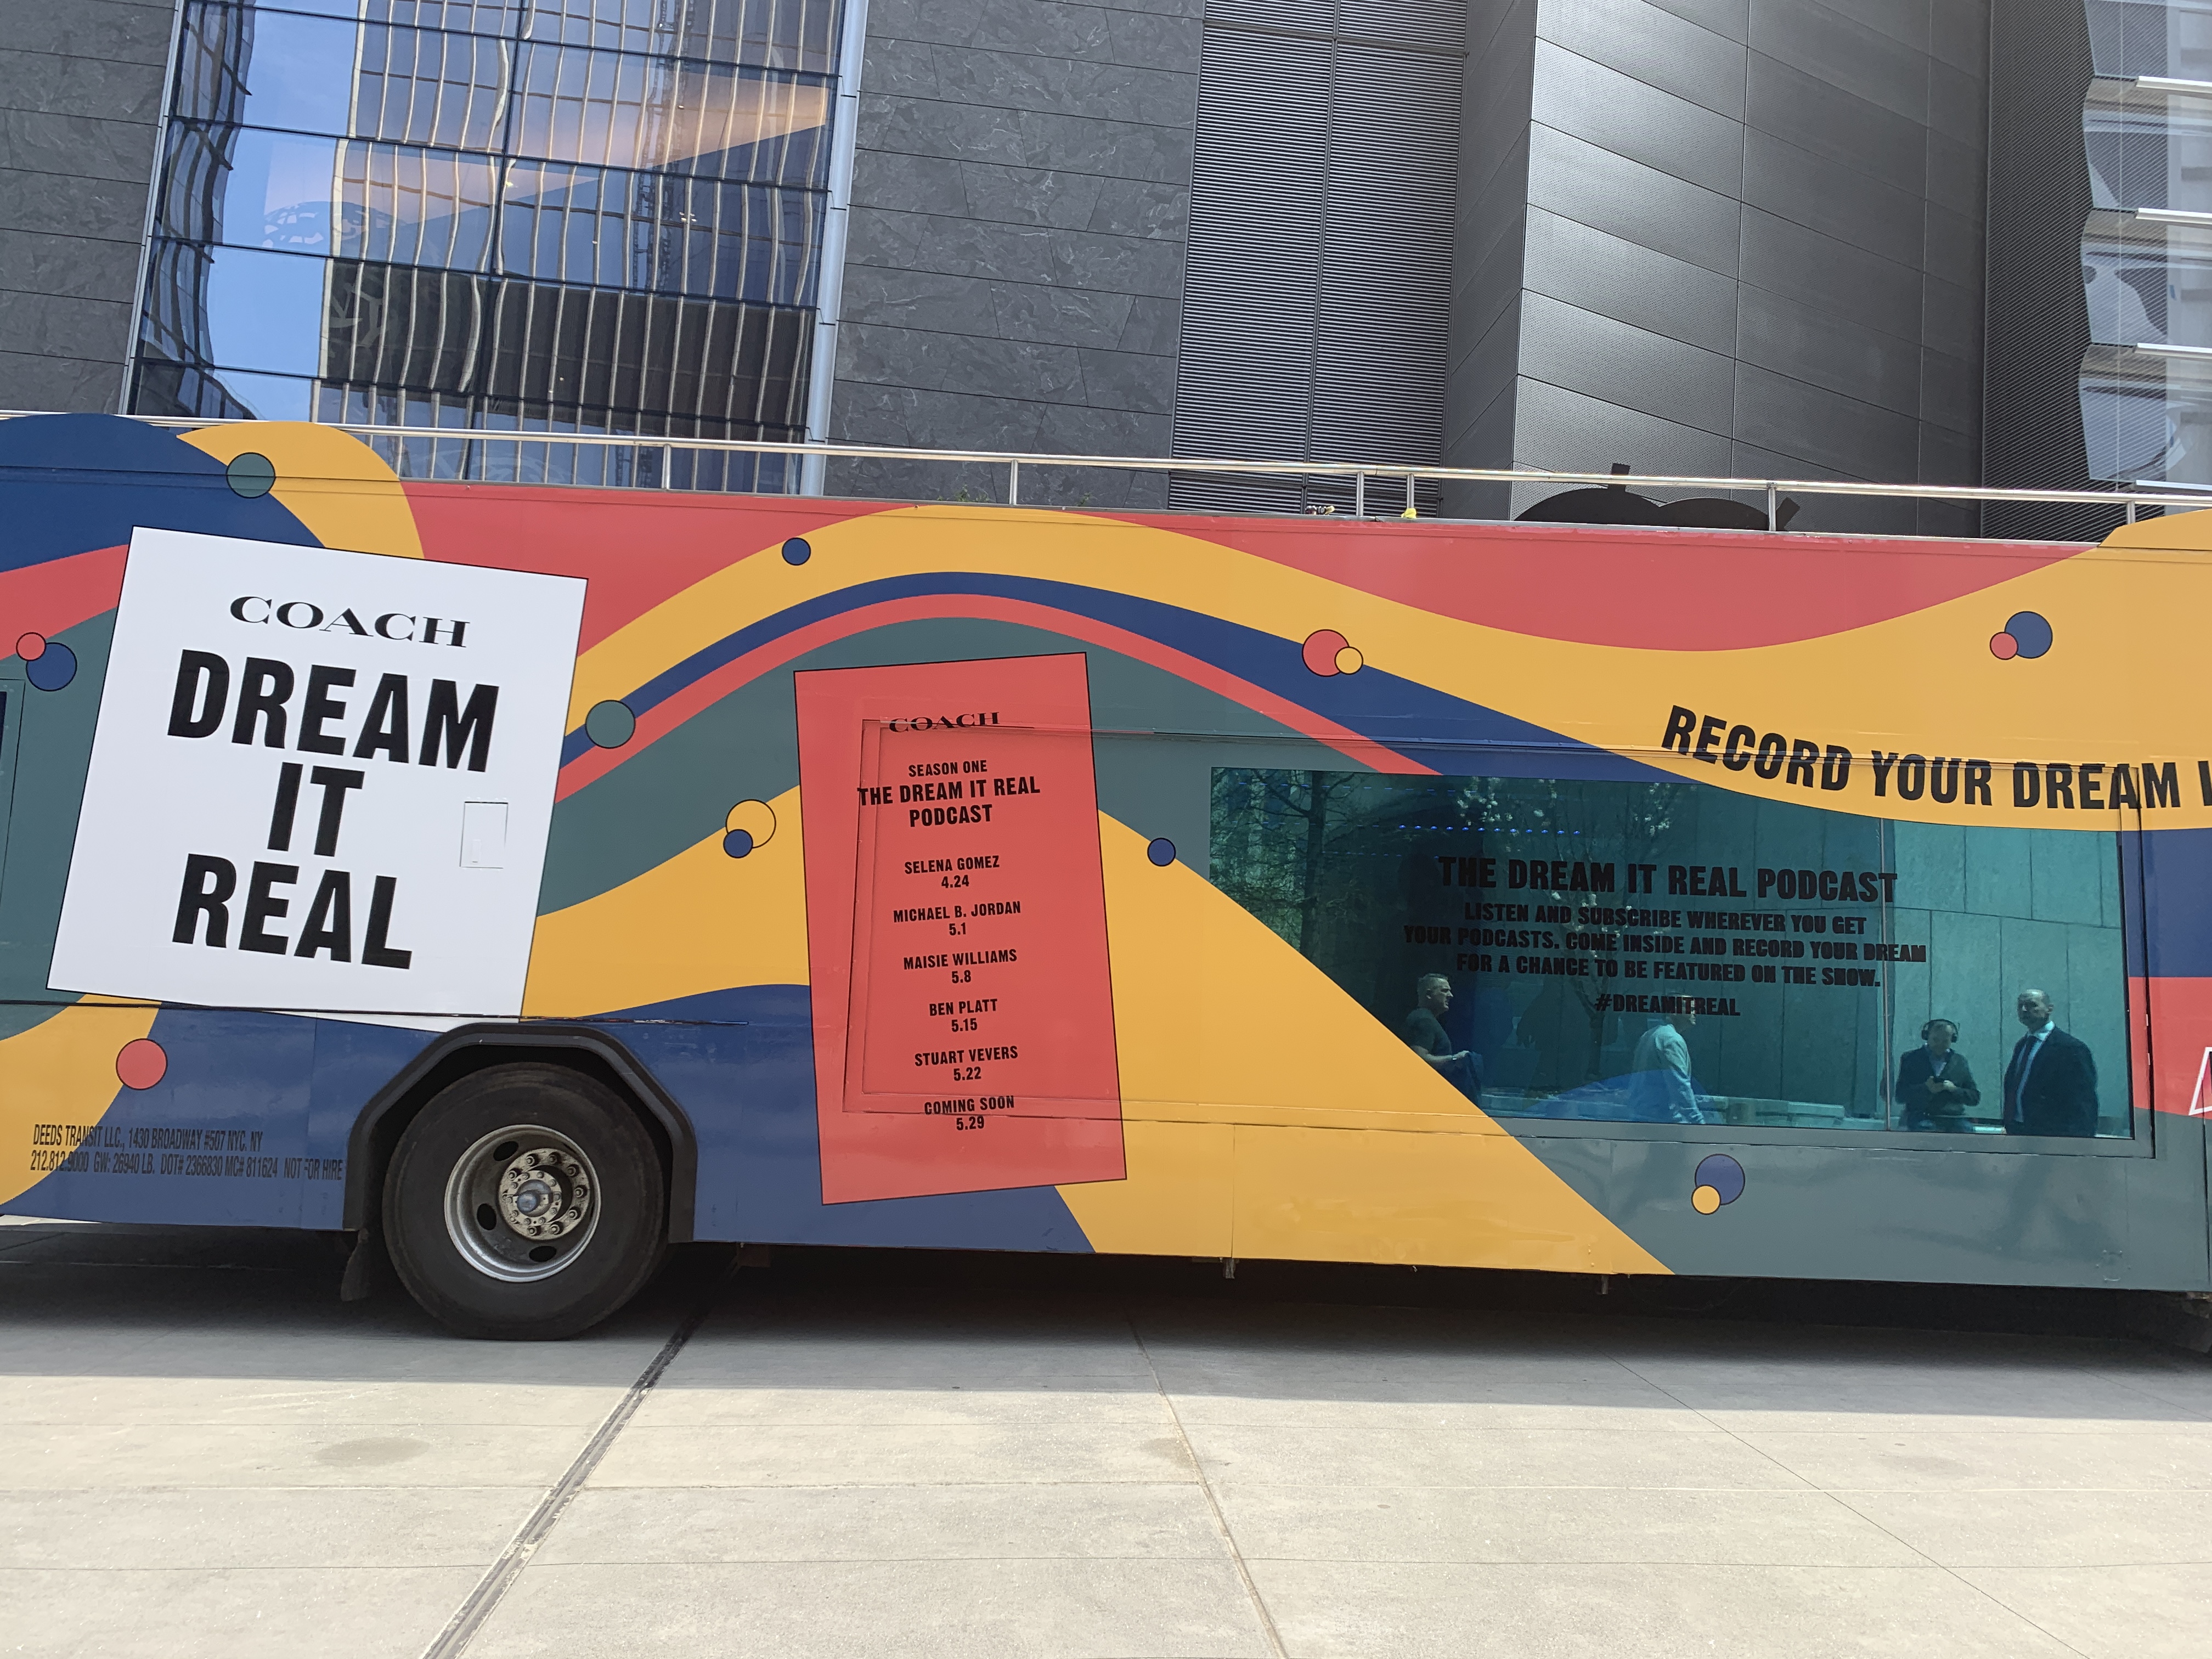 COACH
DREAM
IT
REAL
DEEDS TRANSIT LLC., 1430 BROADWAY #507 NYC, NY
212.812.9000 GW: 26940 LB. DOT# 2366830 MC# 811624 NOT FOR HIRE
COACH
SEASON ONE
THE DREAM IT REAL
PODCAST
SELENA GOMEZ
4.24
MICHAEL B. JORDAN
5.1
MAISIE WILLIAMS
5.8
BEN PLATT
5.15
STUART VEVERS
5.22
COMING SOON
5.29
RECORD YOUR DREAM
THE DREAM IT REAL PODCAST
LISTEN AND SUBSCRIBE WHEREVER YOU GET
YOUR PODCASTS. COME INSIDE AND RECORD YOUR DREAM
FOR A CHANCE TO BE FEATURED ON THE SHOW.
#DREAMITREAL